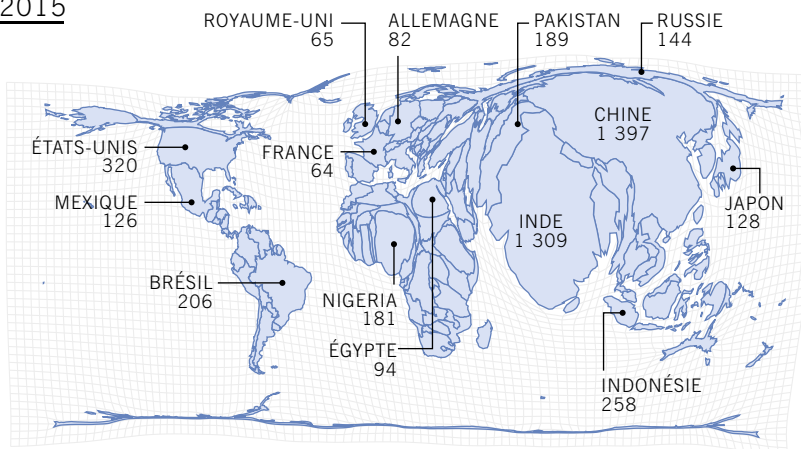 2015
ROYAUME-UNI
65
ALLEMAGNE
82
PAKISTAN
189
RUSSIE
144
CHINE
1 397
ÉTATS-UNIS
320
FRANCE
64
MEXIQUE
126
JAPON
128
INDE
1 309
BRÉSIL
206
NIGERIA
181
ÉGYPTE
94
INDONÉSIE
258